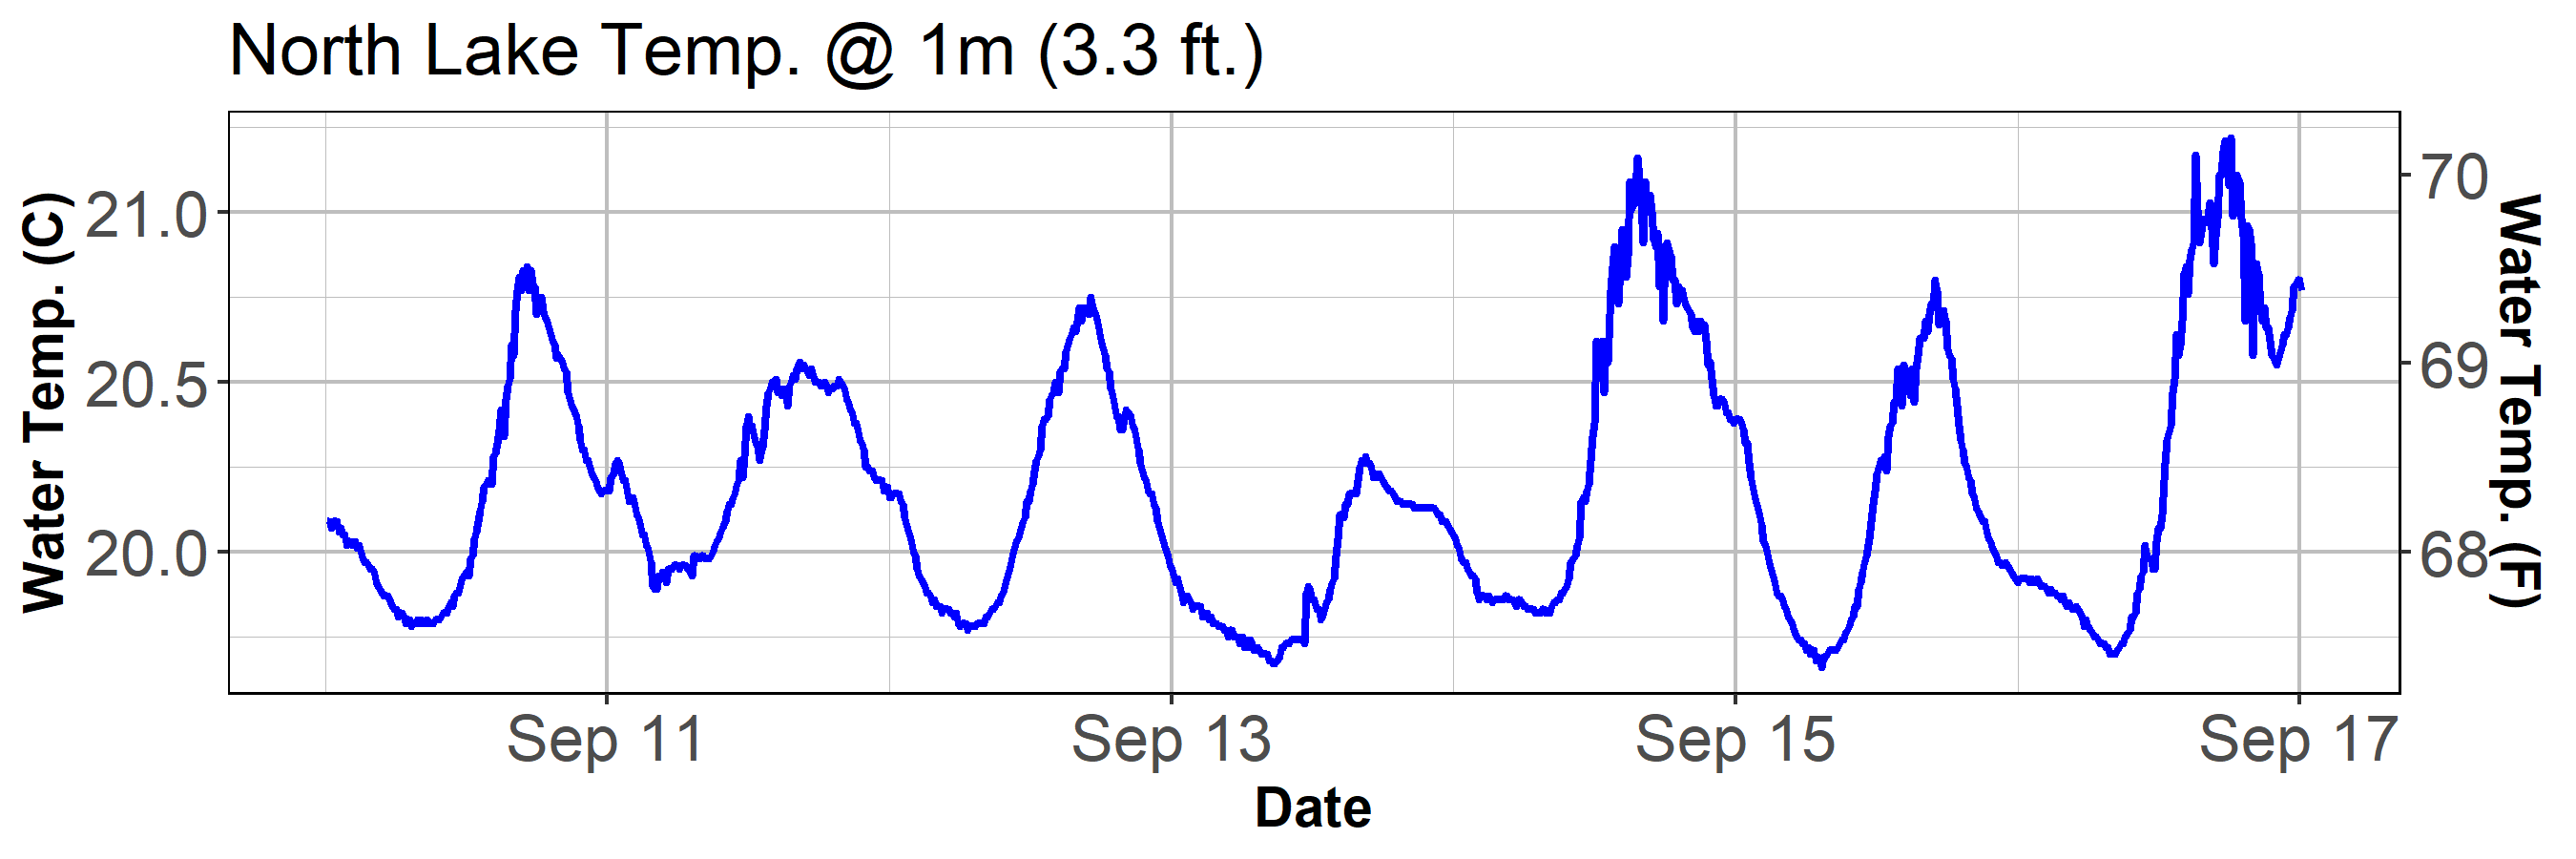 North Lake Temp. @ 1m (3.3 ft.)
Water Temp. (C)
21.0
20.5
20.0
70
69
68
Water Temp. (F)
Sep 11
Sep 13
Sep 15
Sep 17
Date